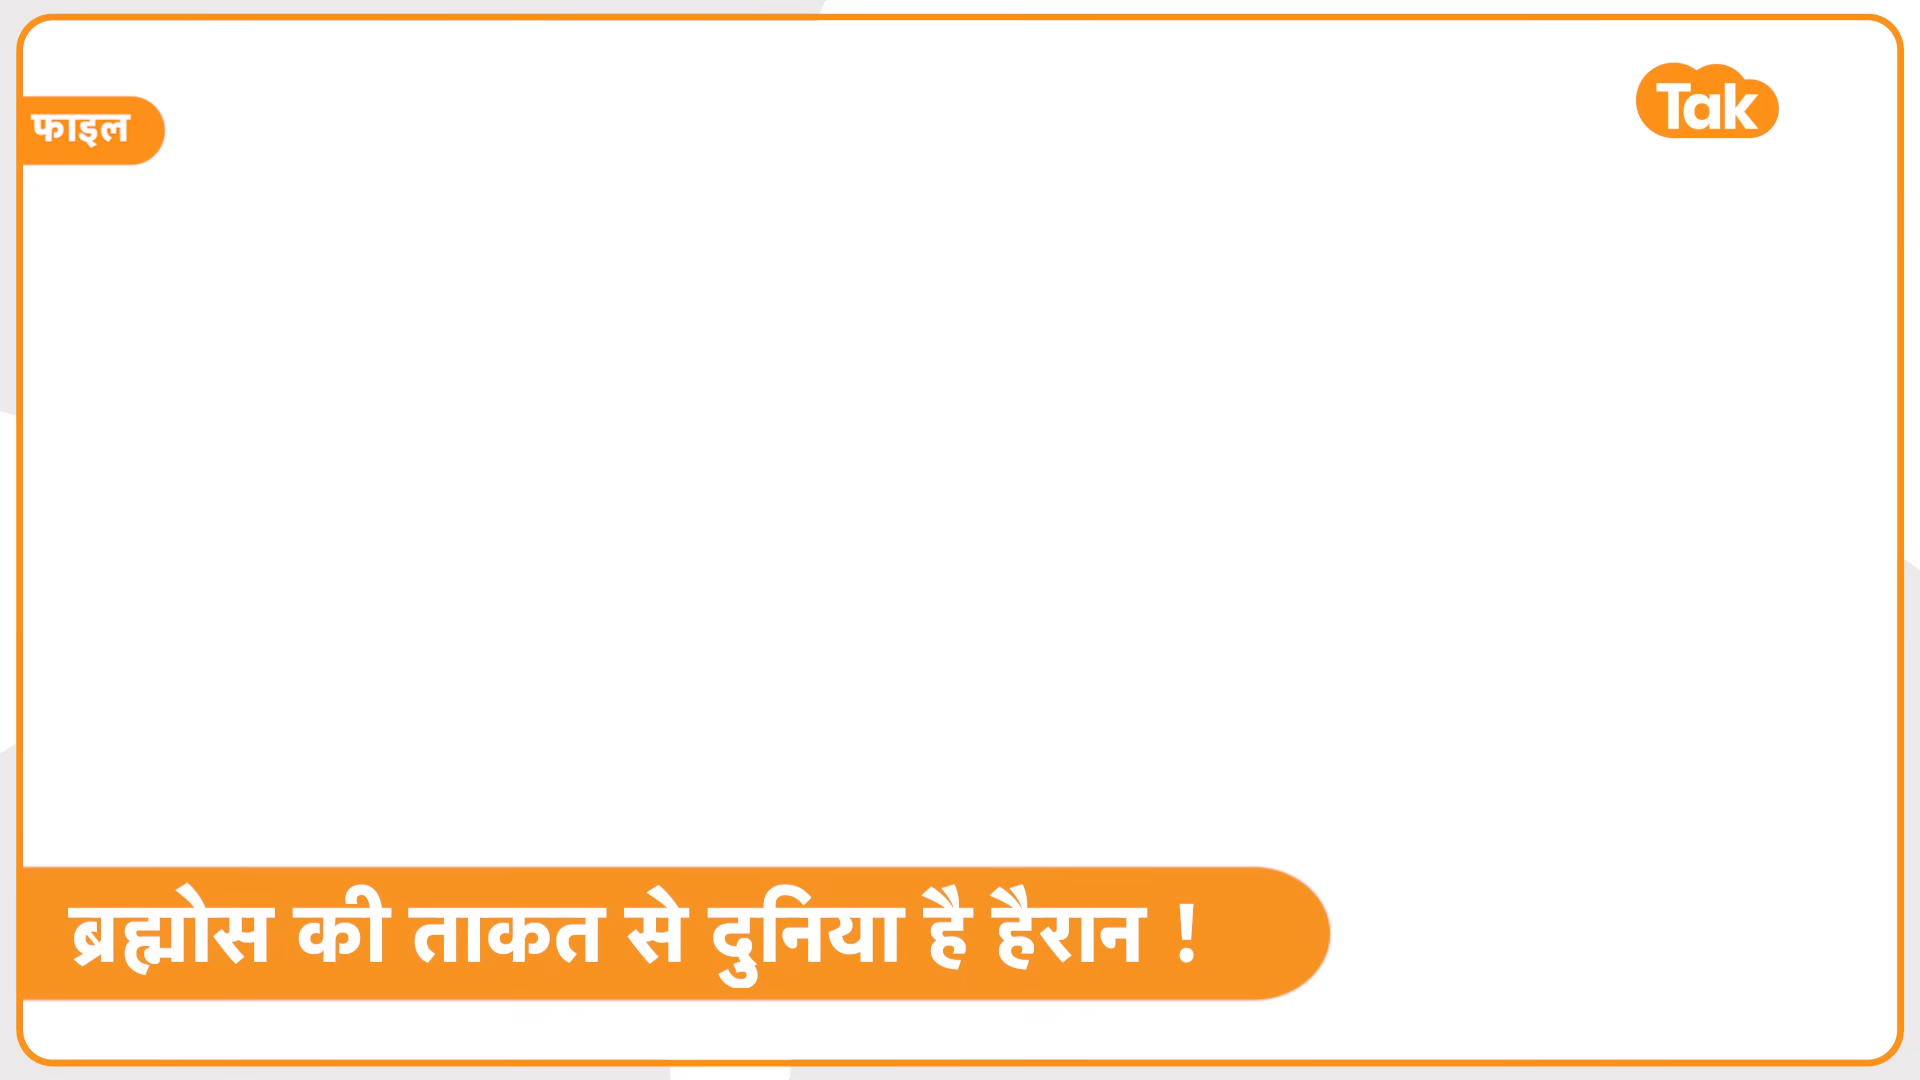 फाइल
Tak
ब्रह्मोस की ताकत से दुनिया है हैरान !